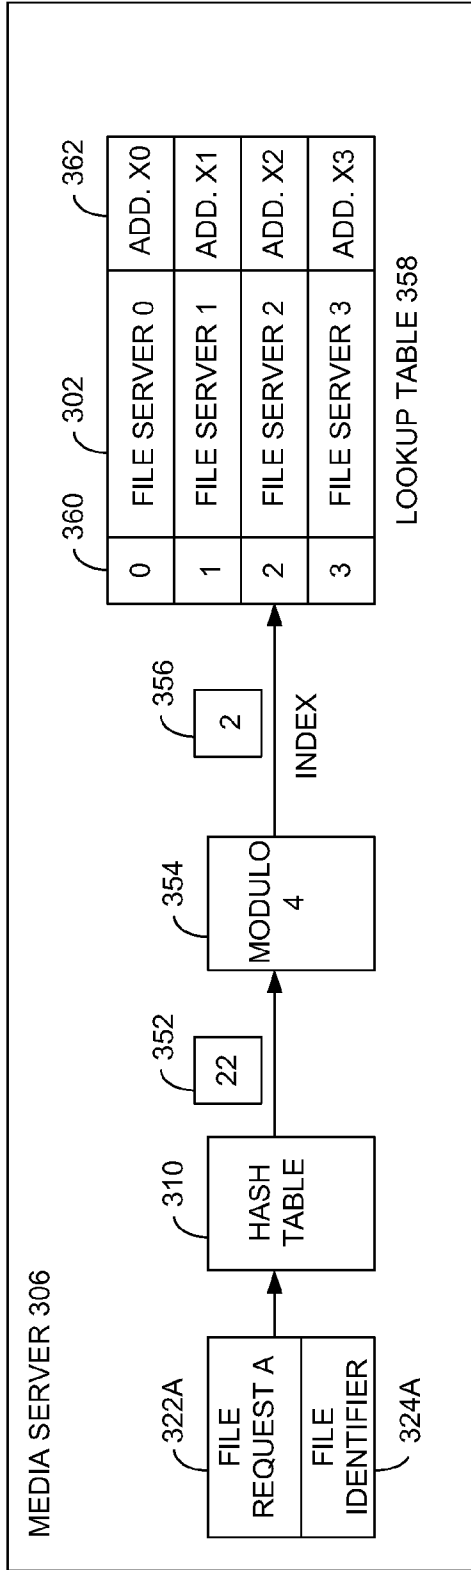 MEDIA SERVER 306
322A
FILE
REQUEST A
FILE
IDENTIFIER
324A
310
HASH
TABLE
352
22
354
MODULO
4
356
2
INDEX
360
302
362
0 FILE SERVER 0 ADD. X0
1 FILE SERVER 1 ADD. X1
2 FILE SERVER 2 ADD. X2
3 FILE SERVER 3 ADD. X3
LOOKUP TABLE 358